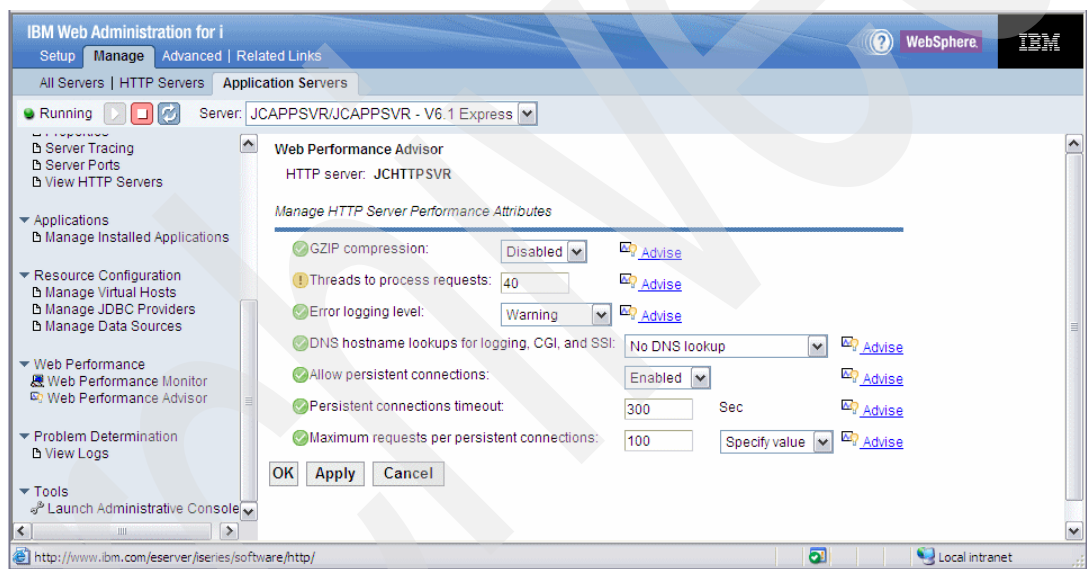 IBM Web Administration for i
Setup Manage Advanced | Related Links
WebSphere. IBM
All Servers | HTTP Servers Application Servers
Running Server: JCAPPSVR/JCAPPSVR - V6.1 Express
Properties
Server Tracing
Server Ports
View HTTP Servers
Applications
Manage Installed Applications
Resource Configuration
Manage Virtual Hosts
Manage JDBC Providers
Manage Data Sources
Web Performance
Web Performance Monitor
Web Performance Advisor
Problem Determination
View Logs
Tools
Launch Administrative Console
Web Performance Advisor
HTTP server: JCHTTPSVR
Manage HTTP Server Performance Attributes
GZIP compression: Disabled Advise
Threads to process requests: 40 Advise
Error logging level: Warning Advise
DNS hostname lookups for logging, CGI, and SSI: No DNS lookup Advise
Allow persistent connections: Enabled Advise
Persistent connections timeout: 300 Sec Advise
Maximum requests per persistent connections: 100 Specify value Advise
OK Apply Cancel
http://www.ibm.com/eserver/iseries/software/http/ Local intranet